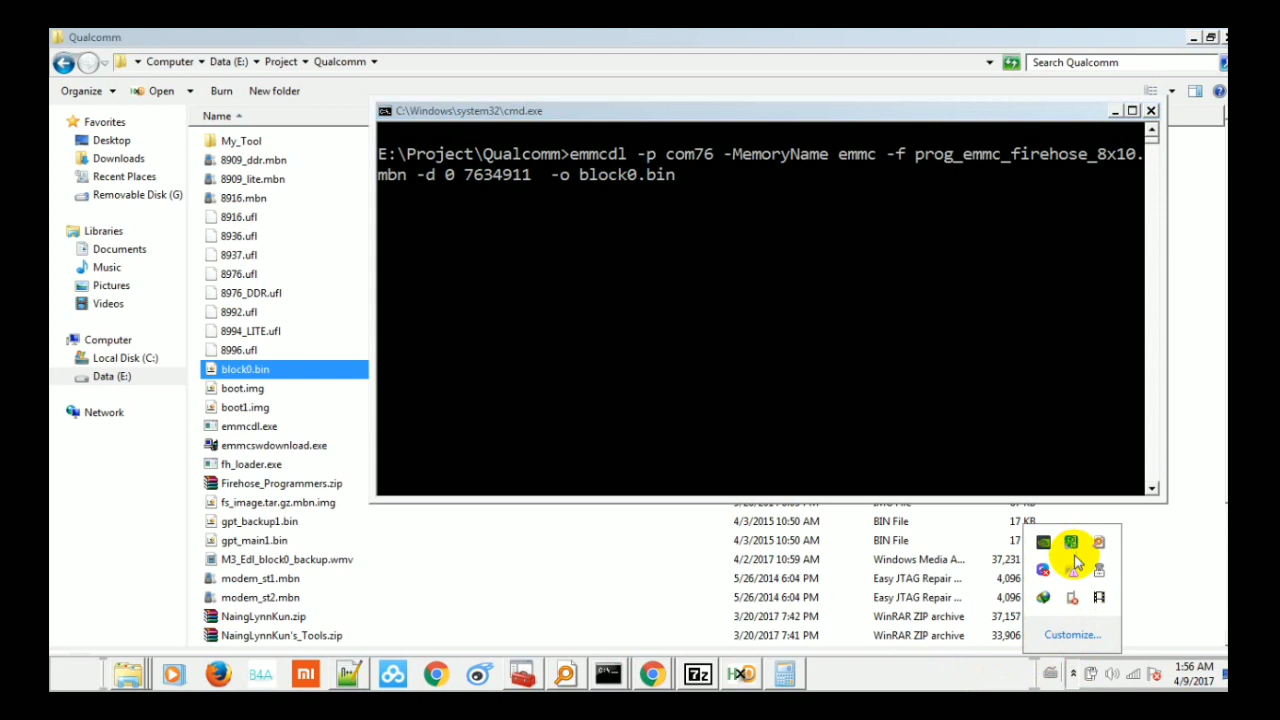 Qualcomm
Computer Data (E:) Project Qualcomm
Search Qualcomm
Organize Open Burn New folder
Favorites
Desktop
Downloads
Recent Places
Removable Disk (G)
Libraries
Documents
Music
Pictures
Videos
Computer
Local Disk (C:)
Data (E:)
Network
Name
My_Tool
8909_ddr.mbn
8909_lite.mbn
8916.mbn
8916.ufl
8936.ufl
8937.ufl
8976.ufl
8976_DDR.ufl
8992.ufl
8994_LITE.ufl
8996.ufl
block0.bin
boot.img
boot1.img
emmcdl.exe
emmcswdownload.exe
fh_loader.exe
Firehose_Programmers.zip
fs_image.tar.gz.mbn.img
gpt_backup1.bin 4/3/2015 10:50 AM BIN File 17 KB
gpt_main1.bin 4/3/2015 10:50 AM BIN File 17
M3_Edl_block0_backup.wmv 4/2/2017 10:59 AM Windows Media A... 37,231
modem_st1.mbn 5/26/2014 6:04 PM Easy JTAG Repair ... 4,096
modem_st2.mbn 5/26/2014 6:04 PM Easy JTAG Repair ... 4,096
NaingLynnKun.zip 3/20/2017 7:42 PM WinRAR ZIP archive 37,157
NaingLynnKun's_Tools.zip 3/20/2017 7:41 PM WinRAR ZIP archive 33,906
C:\Windows\system32\cmd.exe
E:\Project\Qualcomm>emmcdl -p com76 -MemoryName emmc -f prog_emmc_firehose_8x10.
mbn -d 0 7634911 -o block0.bin
Customize...
B4A
mi
7z
HXD
1:56 AM
4/9/2017